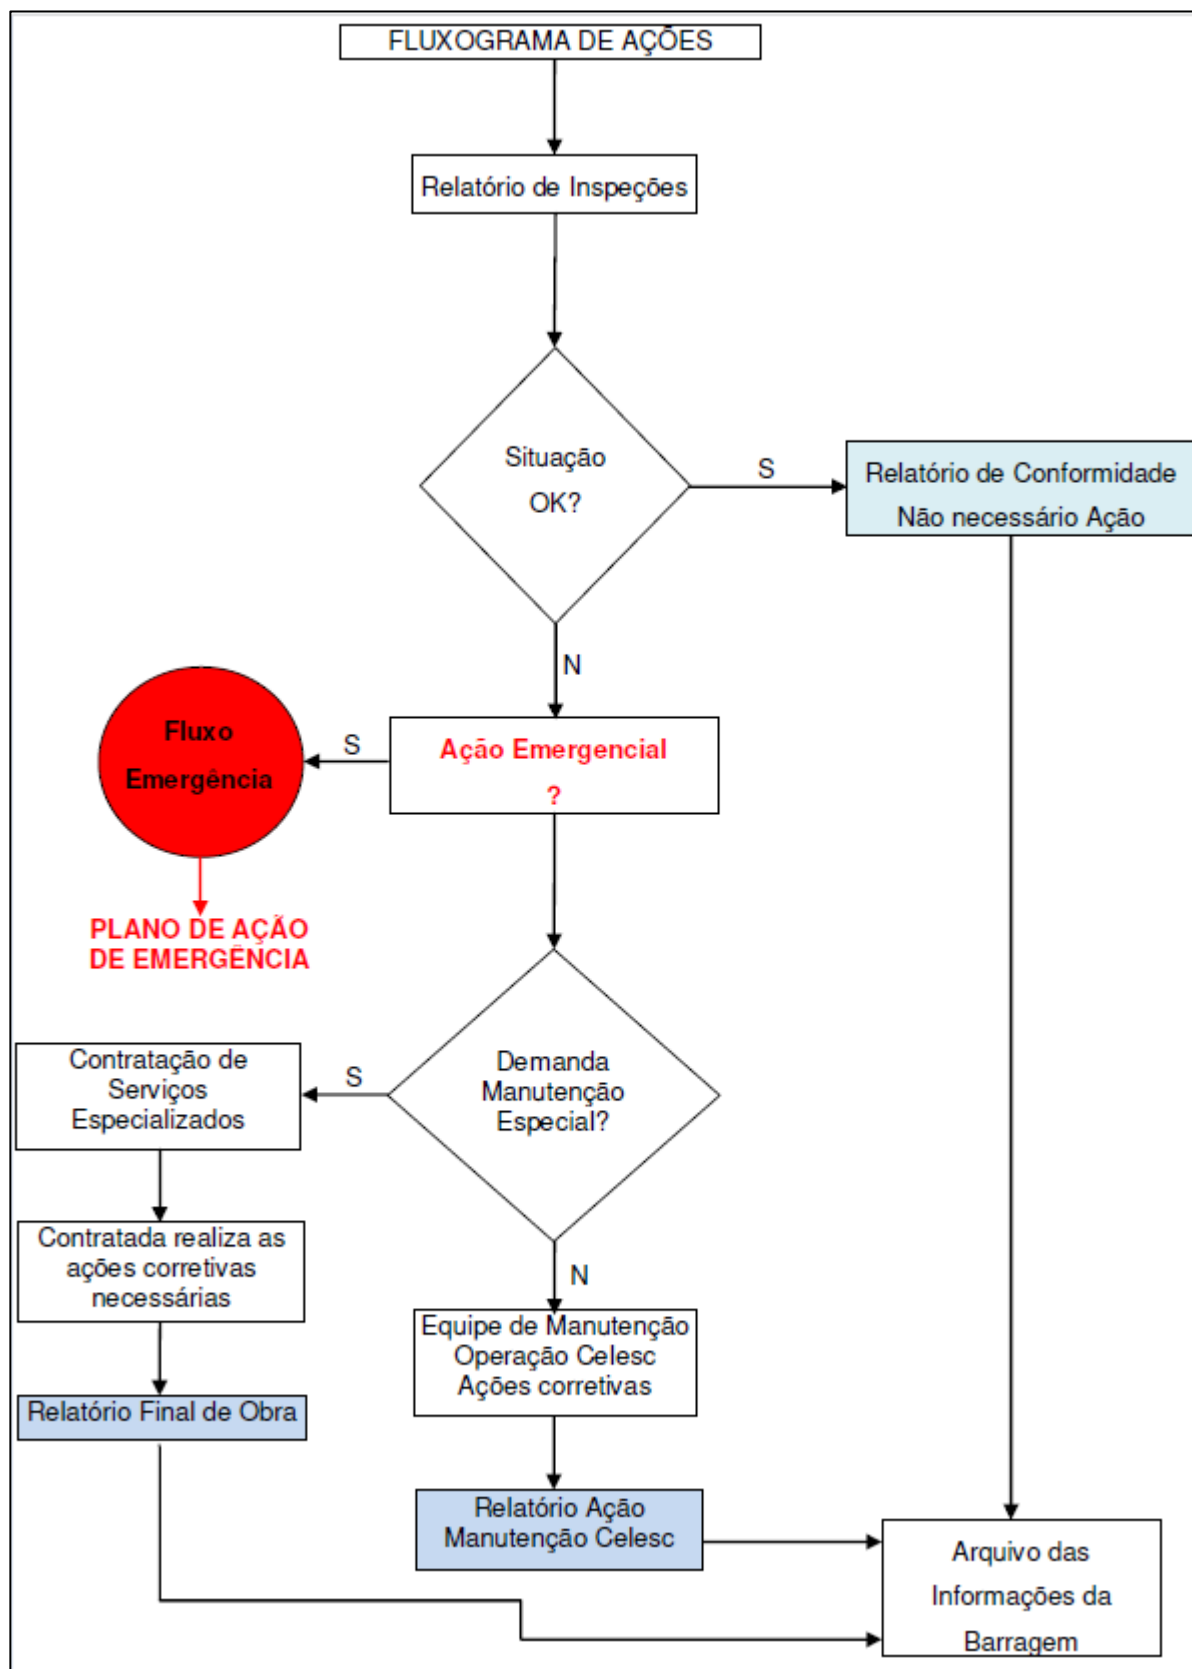 FLUXOGRAMA DE AÇÕES
Relatório de Inspeções
Situação
OK?
S
Relatório de Conformidade
Não necessário Ação
N
Fluxo
Emergência
S
Ação Emergencial
?
PLANO DE AÇÃO
DE EMERGÊNCIA
Contratação de
Serviços
Especializados
S
Demanda
Manutenção
Especial?
Contratada realiza as
ações corretivas
necessárias
N
Equipe de Manutenção
Operação Celesc
Ações corretivas
Relatório Final de Obra
Relatório Ação
Manutenção Celesc
Arquivo das
Informações da
Barragem